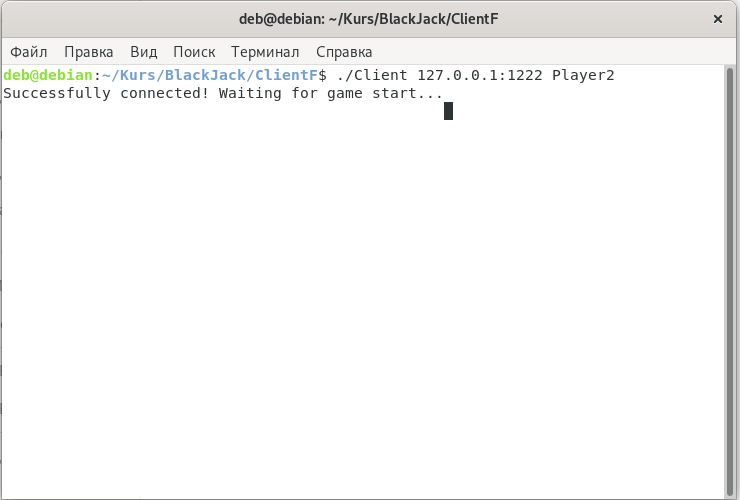 deb@debian: ~/Kurs/BlackJack/ClientF
Файл Правка Вид Поиск Терминал Справка
deb@debian:~/Kurs/BlackJack/ClientF$ ./Client 127.0.0.1:1222 Player2
Successfully connected! Waiting for game start...